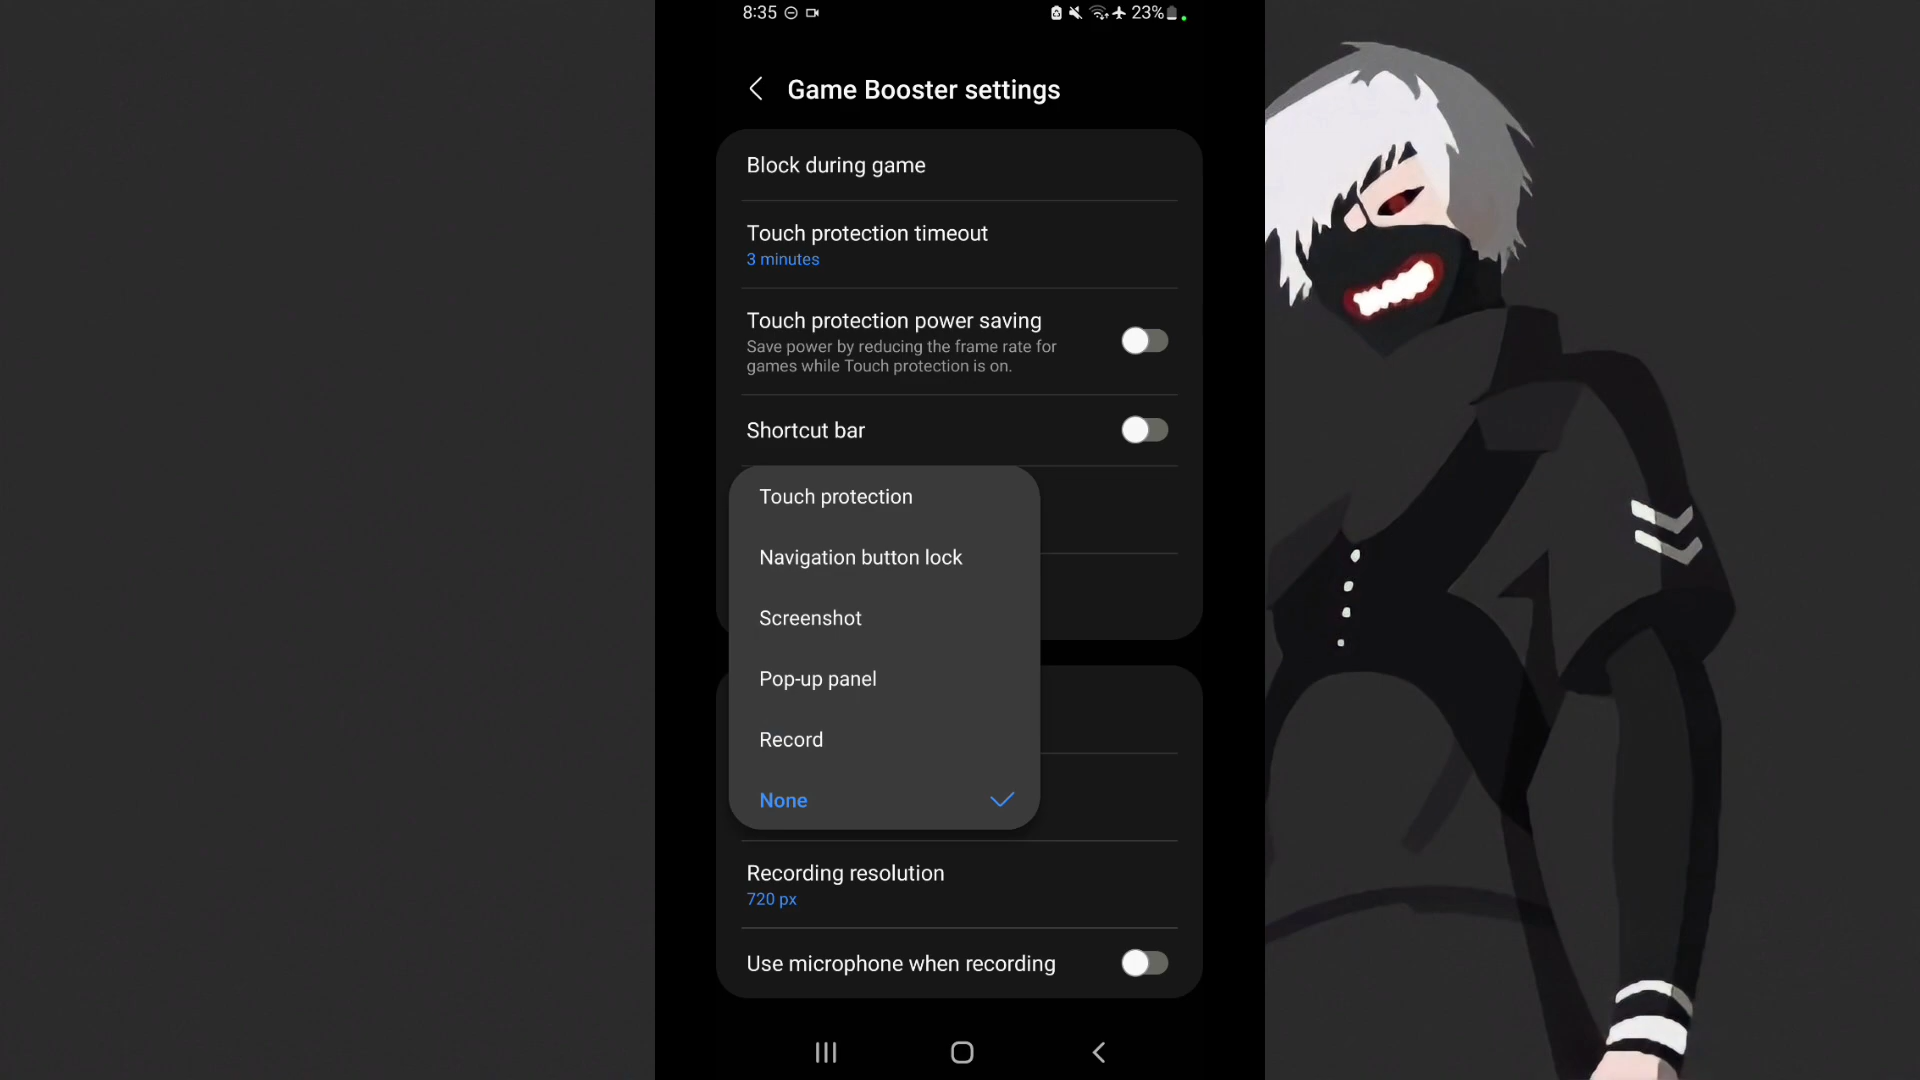 8:35
23%
Game Booster settings
Block during game
Touch protection timeout
3 minutes
Touch protection power saving
Save power by reducing the frame rate for
games while Touch protection is on.
Shortcut bar
Touch protection
Navigation button lock
Screenshot
Pop-up panel
Record
None
Recording resolution
720 px
Use microphone when recording